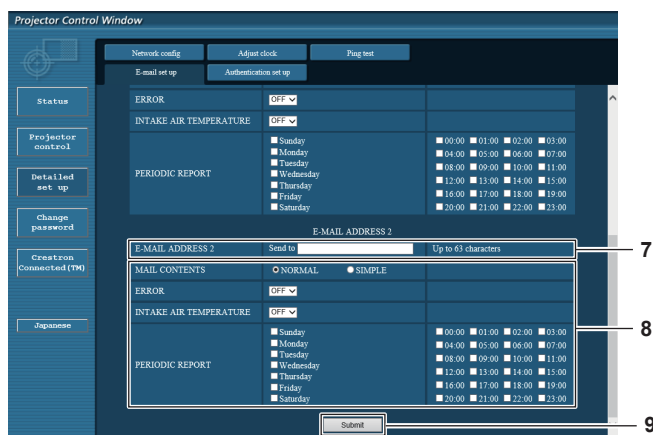 Projector Control Window
Network config Adjust clock Ping test
E-mail set up Authentication set up
Status
Projector
control
Detailed
set up
Change
password
Crestron
Connected(TM)
Japanese
ERROR OFF
INTAKE AIR TEMPERATURE OFF
PERIODIC REPORT
Sunday
Monday
Tuesday
Wednesday
Thursday
Friday
Saturday
00:00 01:00 02:00 03:00
04:00 05:00 06:00 07:00
08:00 09:00 10:00 11:00
12:00 13:00 14:00 15:00
16:00 17:00 18:00 19:00
20:00 21:00 22:00 23:00
E-MAIL ADDRESS 2
E-MAIL ADDRESS 2 Send to Up to 63 characters
7
MAIL CONTENTS NORMAL SIMPLE
ERROR OFF
INTAKE AIR TEMPERATURE OFF
8
PERIODIC REPORT
Sunday
Monday
Tuesday
Wednesday
Thursday
Friday
Saturday
00:00 01:00 02:00 03:00
04:00 05:00 06:00 07:00
08:00 09:00 10:00 11:00
12:00 13:00 14:00 15:00
16:00 17:00 18:00 19:00
20:00 21:00 22:00 23:00
Submit
9